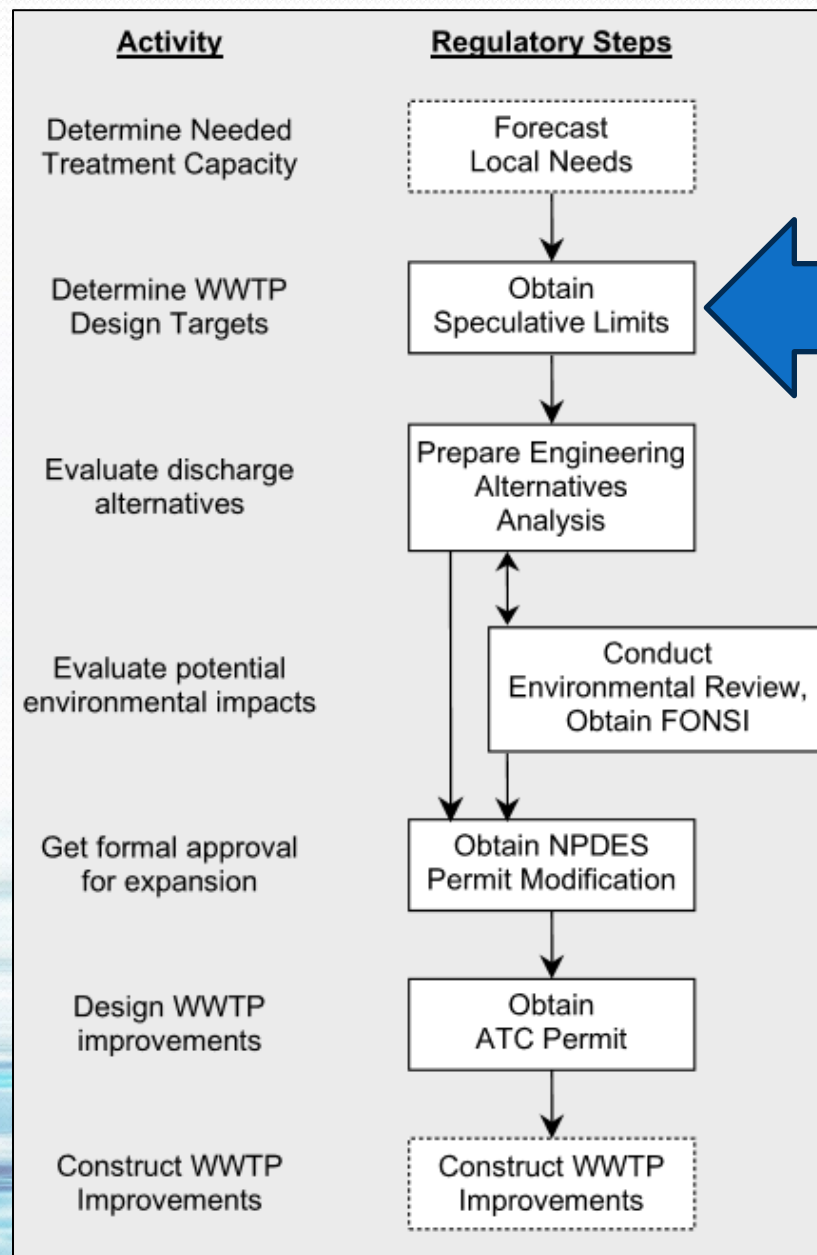 Activity
Regulatory Steps
Determine Needed
Treatment Capacity
Forecast
Local Needs
Determine WWTP
Design Targets
Obtain
Speculative Limits
Evaluate discharge
alternatives
Prepare Engineering
Alternatives
Analysis
Evaluate potential
environmental impacts
Conduct
Environmental Review,
Obtain FONSI
Get formal approval
for expansion
Obtain NPDES
Permit Modification
Design WWTP
improvements
Obtain
ATC Permit
Construct WWTP
Improvements
Construct WWTP
Improvements